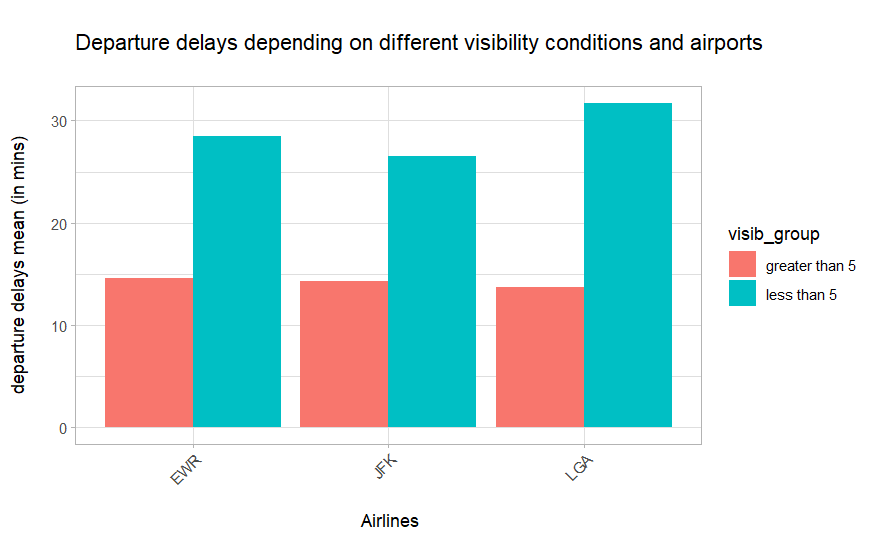 Departure delays depending on different visibility conditions and airports
departure delays mean (in mins)
30
20
10
0
EWR
JFK
LGA
Airlines
visib_group
greater than 5
less than 5